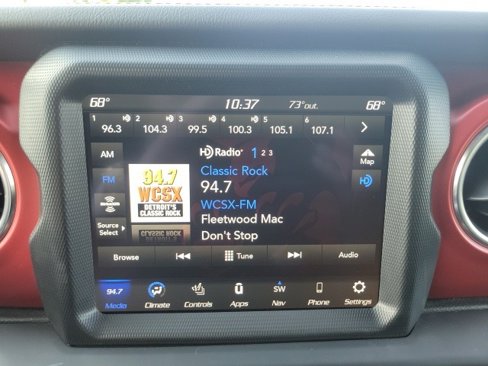 68° 10:37 73° out. 68°
1 2 3 4 5 6
96.3 104.3 99.5 100.3 105.1 107.1
AM
HD Radio 1 2 3
Map
Classic Rock
94.7
FM
HD
94.7
WCSX
DETROIT'S
CLASSIC ROCK
WCSX-FM
Fleetwood Mac
Source
Select
Don't Stop
Browse Tune Audio
94.7 SW
Media Climate Controls Apps Nav Phone Settings